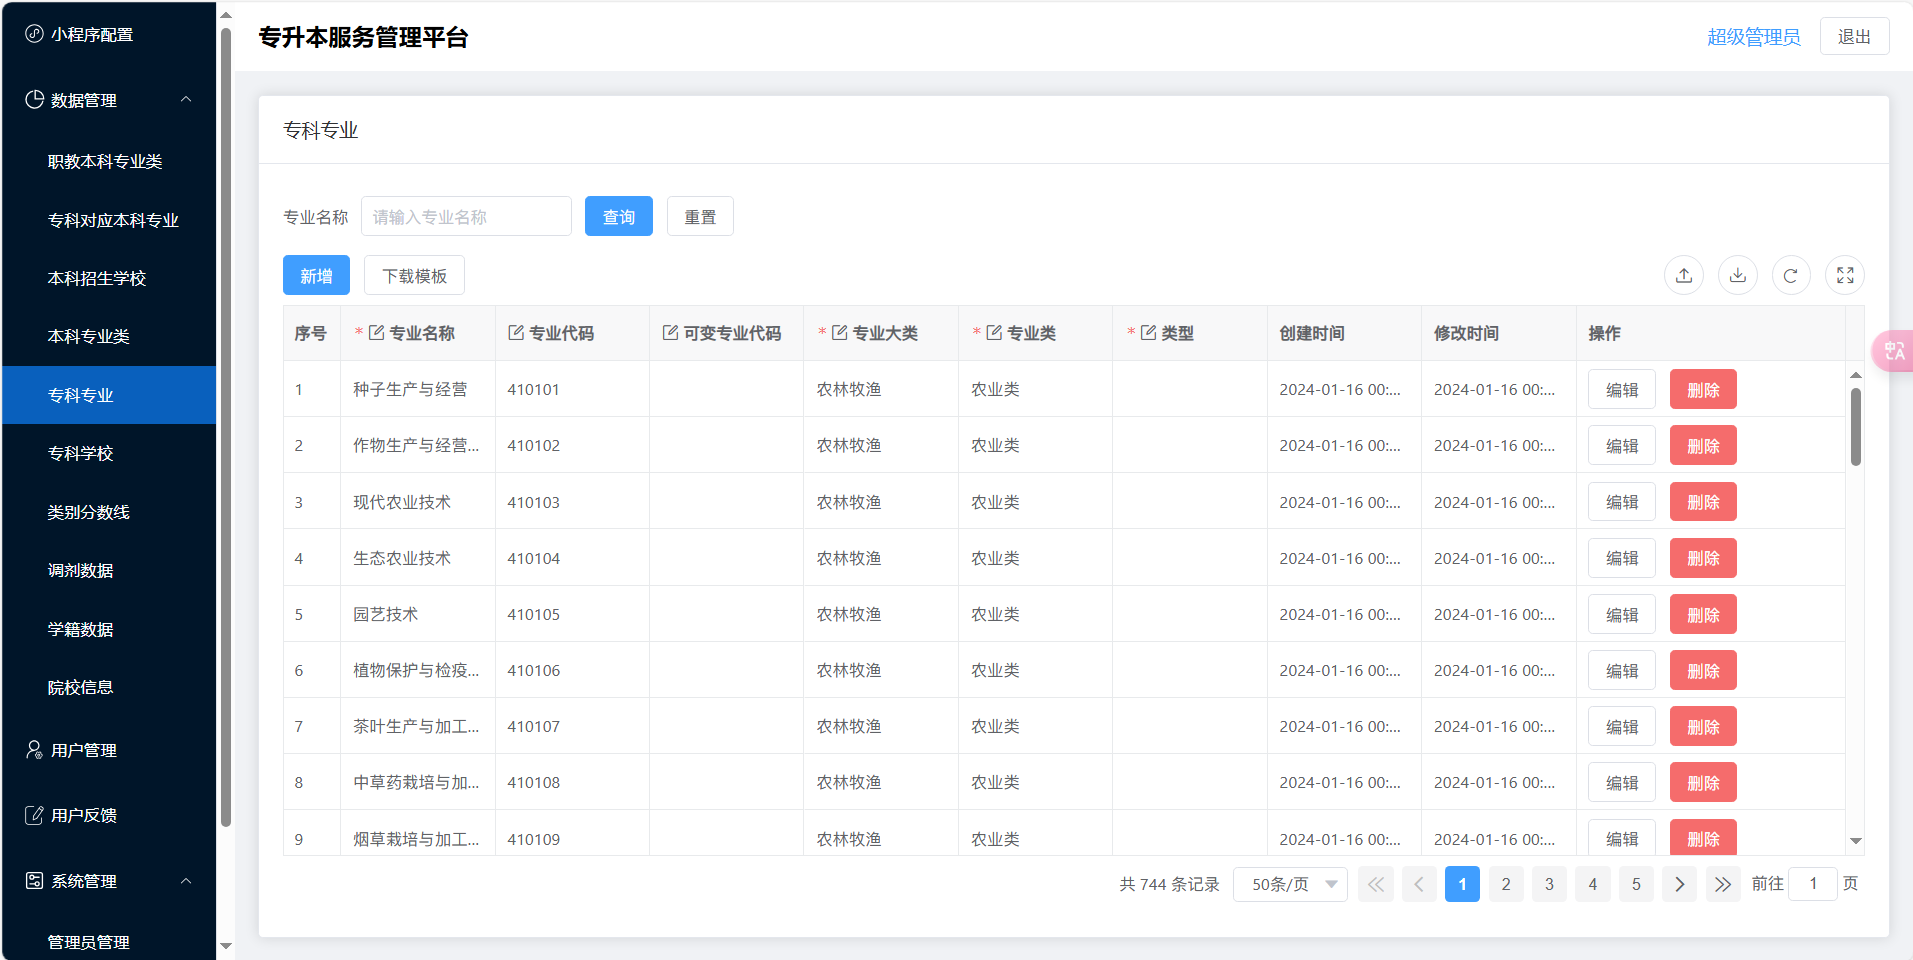 小程序配置
数据管理
职教本科专业类
专科对应本科专业
本科招生学校
本科专业类
专科专业
专科学校
类别分数线
调剂数据
学籍数据
院校信息
用户管理
用户反馈
系统管理
管理员管理
专升本服务管理平台
超级管理员 退出
专科专业
专业名称 请输入专业名称 查询 重置
新增 下载模板
序号 * 专业名称 专业代码 可变专业代码 * 专业大类 * 专业类 * 类型 创建时间 修改时间 操作
1 种子生产与经营 410101 农林牧渔 农业类 2024-01-16 00:... 2024-01-16 00:... 编辑 删除
2 作物生产与经营... 410102 农林牧渔 农业类 2024-01-16 00:... 2024-01-16 00:... 编辑 删除
3 现代农业技术 410103 农林牧渔 农业类 2024-01-16 00:... 2024-01-16 00:... 编辑 删除
4 生态农业技术 410104 农林牧渔 农业类 2024-01-16 00:... 2024-01-16 00:... 编辑 删除
5 园艺技术 410105 农林牧渔 农业类 2024-01-16 00:... 2024-01-16 00:... 编辑 删除
6 植物保护与检疫... 410106 农林牧渔 农业类 2024-01-16 00:... 2024-01-16 00:... 编辑 删除
7 茶叶生产与加工... 410107 农林牧渔 农业类 2024-01-16 00:... 2024-01-16 00:... 编辑 删除
8 中草药栽培与加... 410108 农林牧渔 农业类 2024-01-16 00:... 2024-01-16 00:... 编辑 删除
9 烟草栽培与加工... 410109 农林牧渔 农业类 2024-01-16 00:... 2024-01-16 00:... 编辑 删除
共 744 条记录 50条/页 1 2 3 4 5 前往 1 页